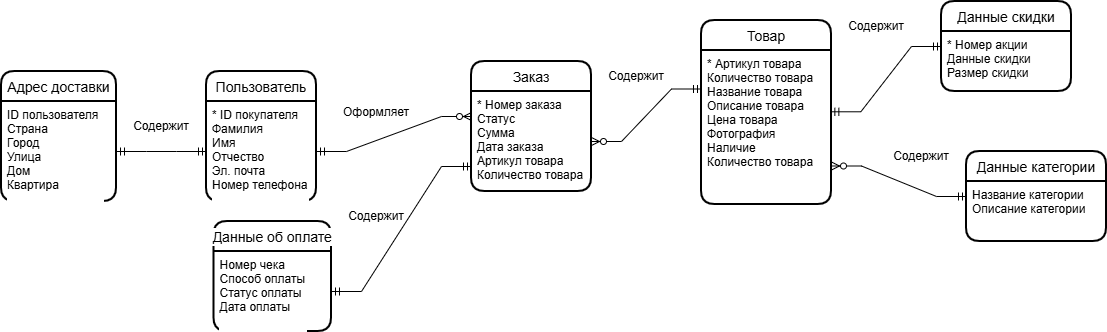 Адрес доставки
ID пользователя
Страна
Город
Улица
Дом
Квартира
Содержит
Пользователь
* ID покупателя
Фамилия
Имя
Отчество
Эл. почта
Номер телефона
Оформляет
Данные об оплате
Номер чека
Способ оплаты
Статус оплаты
Дата оплаты
Содержит
Заказ
* Номер заказа
Статус
Сумма
Дата заказа
Артикул товара
Количество товара
Содержит
Товар
* Артикул товара
Количество товара
Название товара
Описание товара
Цена товара
Фотография
Наличие
Количество товара
Содержит
Данные скидки
* Номер акции
Данные скидки
Размер скидки
Содержит
Данные категории
Название категории
Описание категории